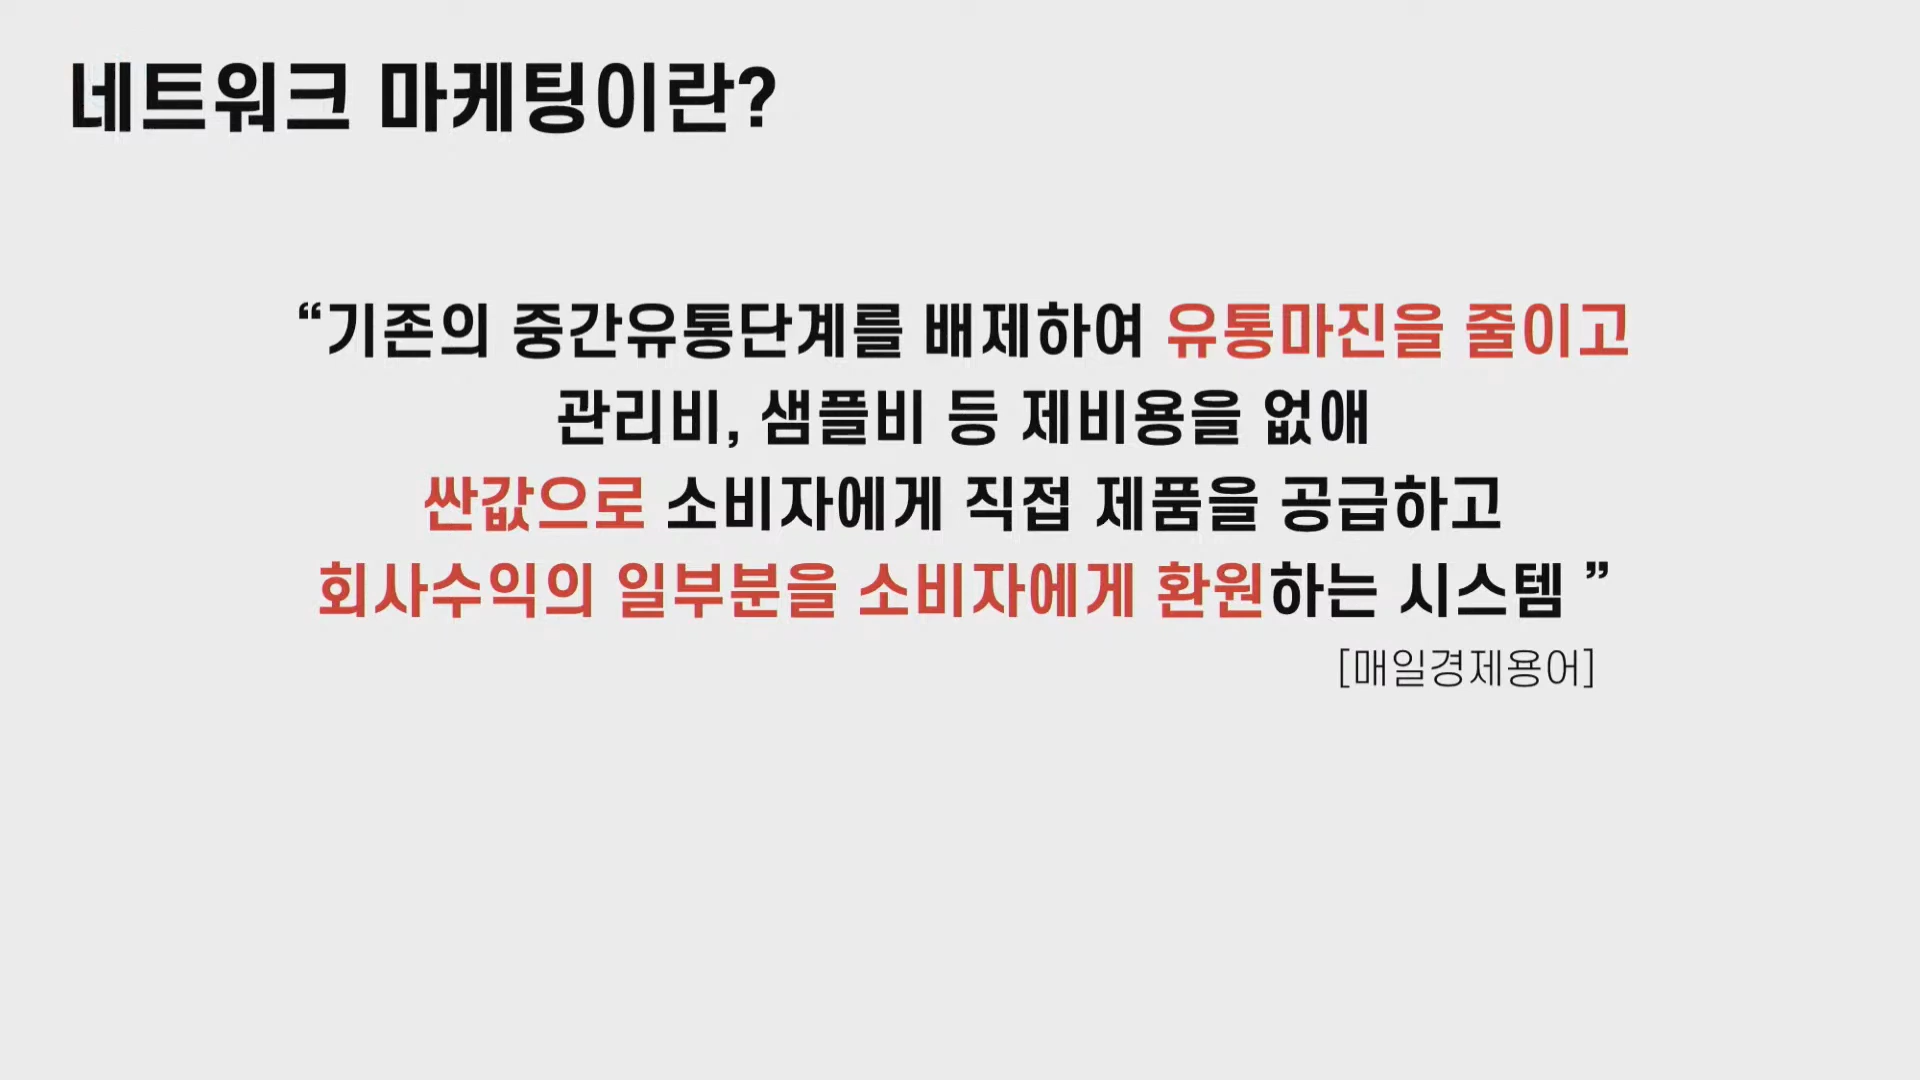 네트워크 마케팅이란?
“기존의 중간유통단계를 배제하여 유통마진을 줄이고
관리비, 샘플비 등 제비용을 없애
싼값으로 소비자에게 직접 제품을 공급하고
회사수익의 일부분을 소비자에게 환원하는 시스템 ”
[매일경제용어]